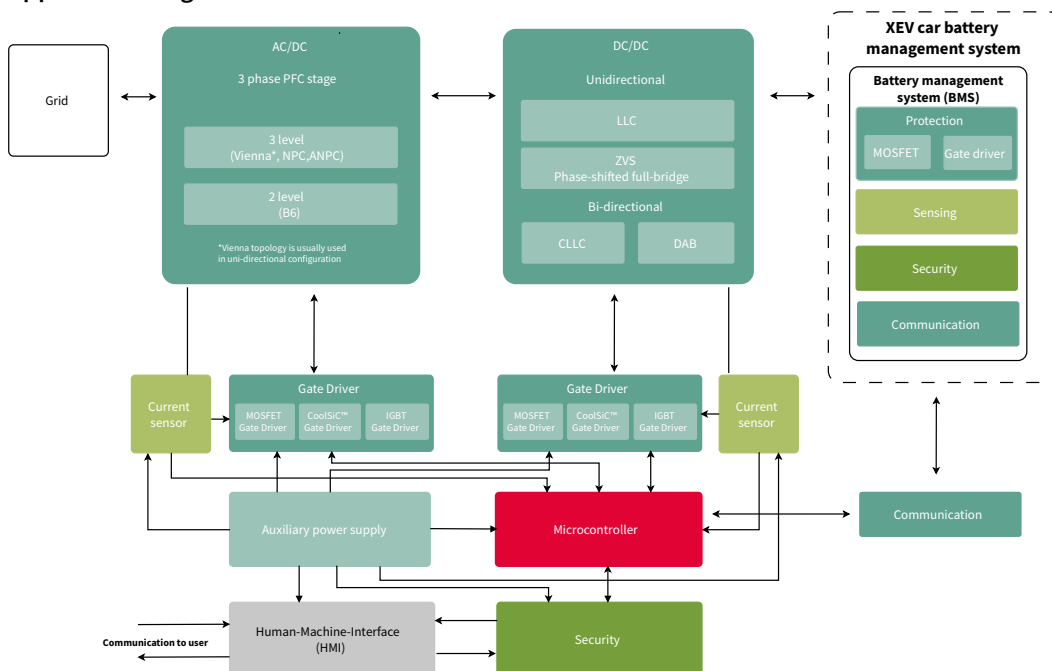 Grid
AC/DC
3 phase PFC stage
3 level
(Vienna*, NPC,ANPC)
2 level
(B6)
*Vienna topology is usually used
in uni-directional configuration
DC/DC
Unidirectional
LLC
ZVS
Phase-shifted full-bridge
Bi-directional
CLLC
DAB
XEV car battery
management system
Battery management
system (BMS)
Protection
MOSFET
Gate driver
Sensing
Security
Communication
Current
sensor
Gate Driver
MOSFET
Gate Driver
CoolSiC™
Gate Driver
IGBT
Gate Driver
Gate Driver
MOSFET
Gate Driver
CoolSiC™
Gate Driver
IGBT
Gate Driver
Current
sensor
Auxiliary power supply
Microcontroller
Communication
Communication to user
Human-Machine-Interface
(HMI)
Security